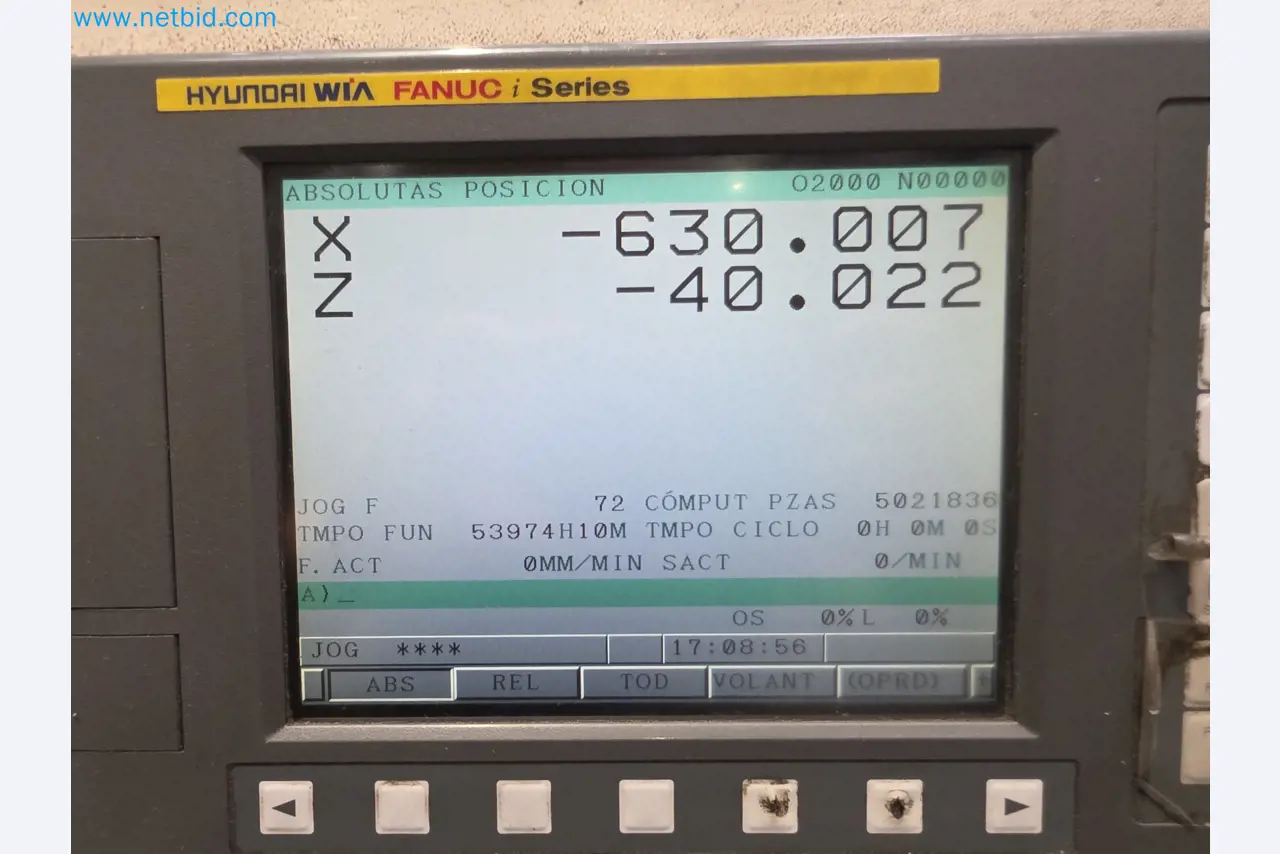 www.netbid.com
HYUNDAI WIA FANUC i Series
ABSOLUTAS POSICION O2000 N00000
X -630.007
Z -40.022
JOG F 72 CÓMPUT PZAS 5021836
TMPO FUN 53974H10M TMPO CICLO 0H 0M 0S
F. ACT 0MM/MIN SACT 0/MIN
A)_
OS 0% L 0%
JOG **** 17:08:56
ABS REL TOD VOLANT (OPRD)